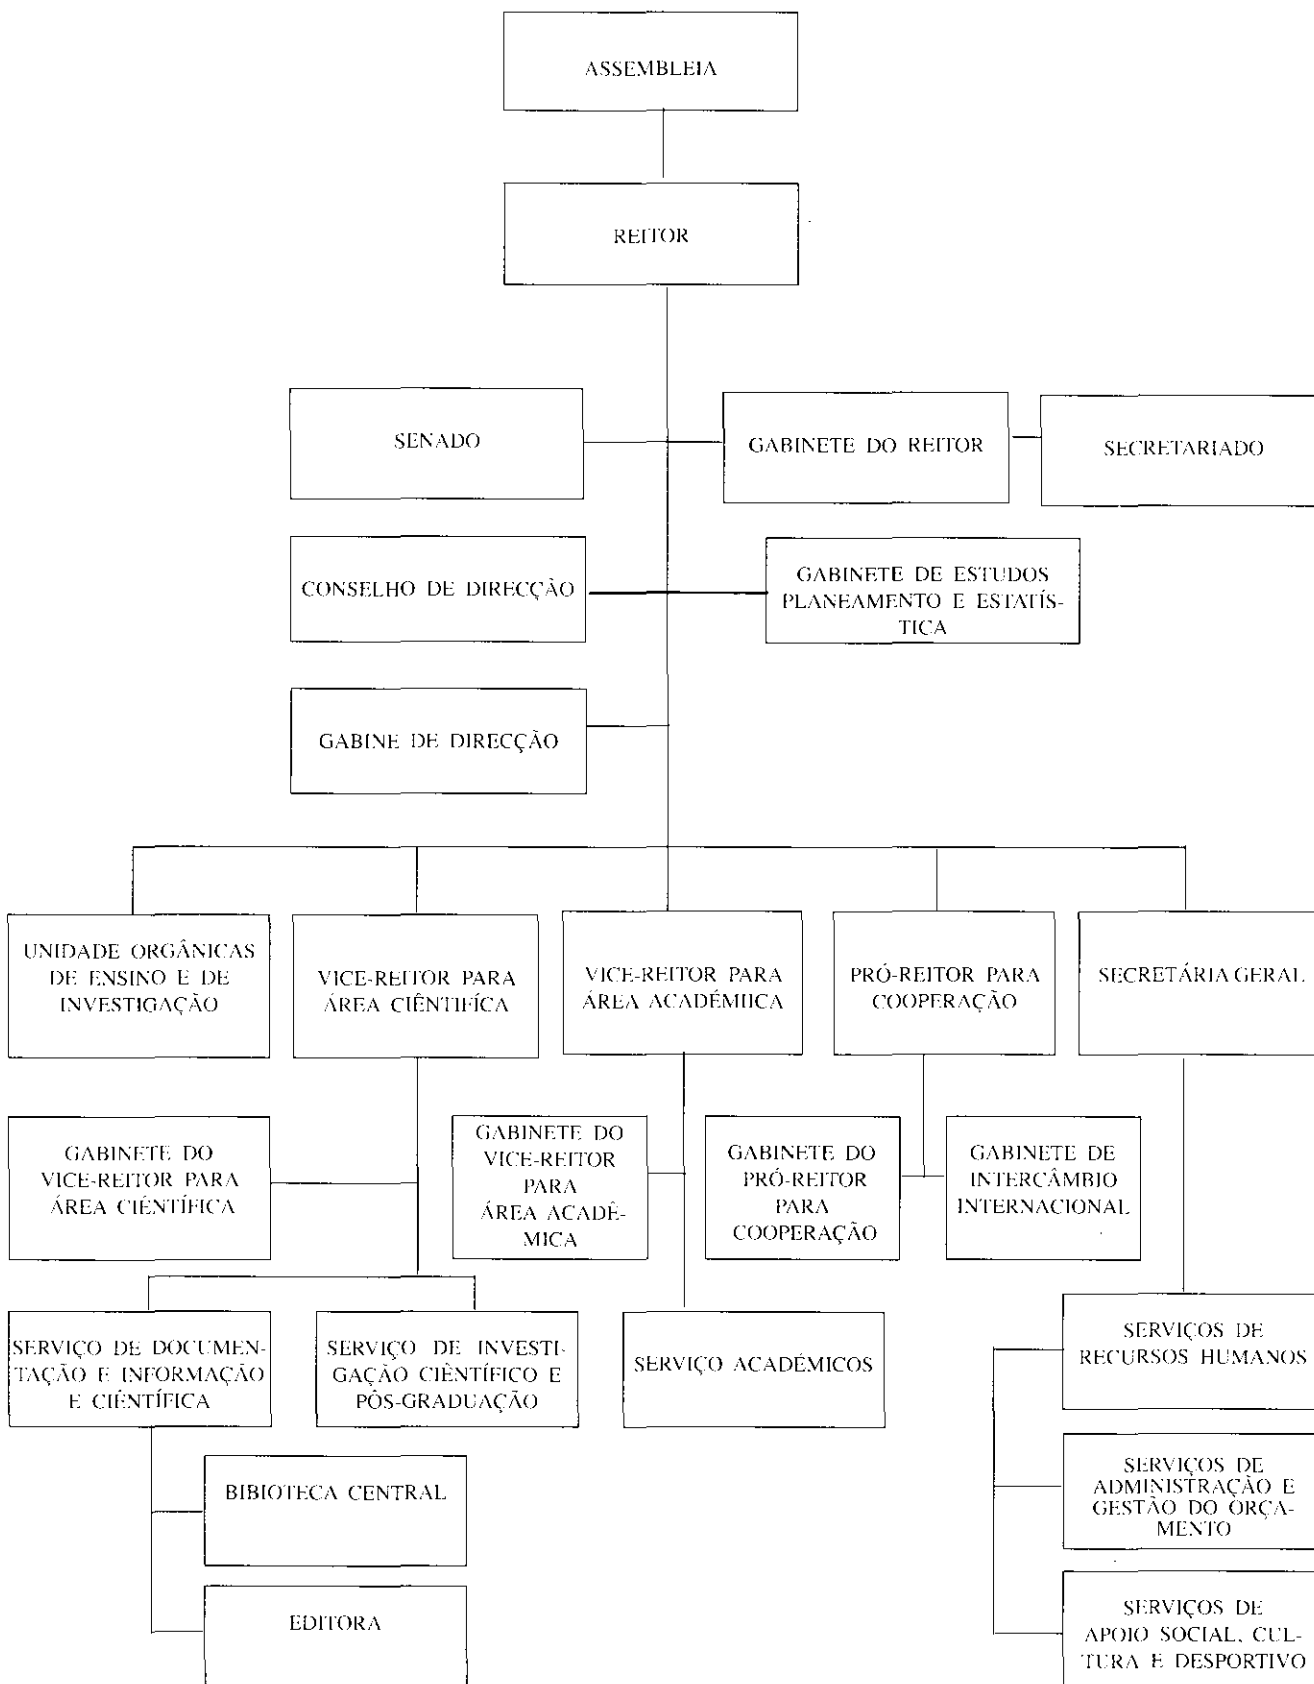 ASSEMBLEIA
REITOR
SENADO
GABINETE DO REITOR
SECRETARIADO
CONSELHO DE DIRECÇÃO
GABINETE DE ESTUDOS
PLANEAMENTO E ESTATÍS-
TICA
GABINE DE DIRECÇÃO
UNIDADE ORGÂNICAS
DE ENSINO E DE
INVESTIGAÇÃO
VICE-REITOR PARA
ÁREA CIÊNTIFÍCA
VICE-REITOR PARA
ÁREA ACADÉMIICA
PRÓ-REITOR PARA
COOPERAÇÃO
SECRETÁRIA GERAL
GABINETE DO
VICE-REITOR PARA
ÁREA CIÉNTÍFICA
GABINETE DO
VICE-REITOR
PARA
ÁREA ACADÊ-
MICA
GABINETE DO
PRÓ-REITOR
PARA
COOPERAÇÃO
GABINETE DE
INTERCÂMBIO
INTERNACIONAL
SERVIÇO DE DOCUMEN-
TAÇÃO E INFORMAÇÃO
E CIÉNTÍFICA
SERVIÇO DE INVESTI-
GAÇÃO CIÊNTÍFICO E
PÓS-GRADUAÇÃO
SERVIÇO ACADÉMICOS
SERVIÇOS DE
RECURSOS HUMANOS
BIBIOTECA CENTRAL
SERVIÇOS DE
ADMINISTRAÇÃO E
GESTÃO DO ORÇA-
MENTO
EDITORA
SERVIÇOS DE
APOIO SOCIAL, CUL-
TURA E DESPORTIVO